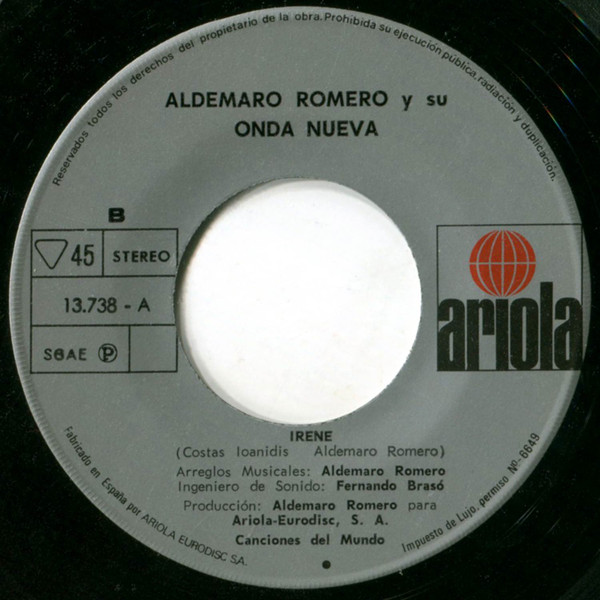 Reservados todos los derechos del propietario de la obra. Prohibida su ejecución pública, radiación y duplicación.
ALDEMARO ROMERO y su
ONDA NUEVA
B
45 STEREO
13.738 - A
SGAE Ⓟ
ariola
IRENE
(Costas Ioanidis Aldemaro Romero)
Arreglos Musicales: Aldemaro Romero
Ingeniero de Sonido: Fernando Brasó
Producción: Aldemaro Romero para
Ariola-Eurodisc, S. A.
Canciones del Mundo
Fabricado en España por ARIOLA EURODISC S.A.
Impuesto de Lujo, permiso Nº 6649